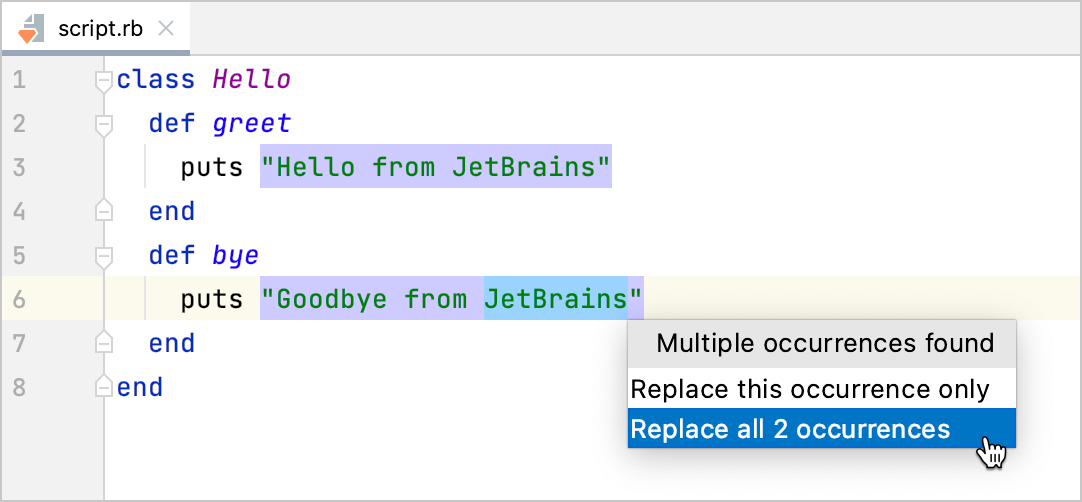 script.rb
1 class Hello
2 def greet
3 puts "Hello from JetBrains"
4 end
5 def bye
6 puts "Goodbye from JetBrains"
7 end
8 end
Multiple occurrences found
Replace this occurrence only
Replace all 2 occurrences